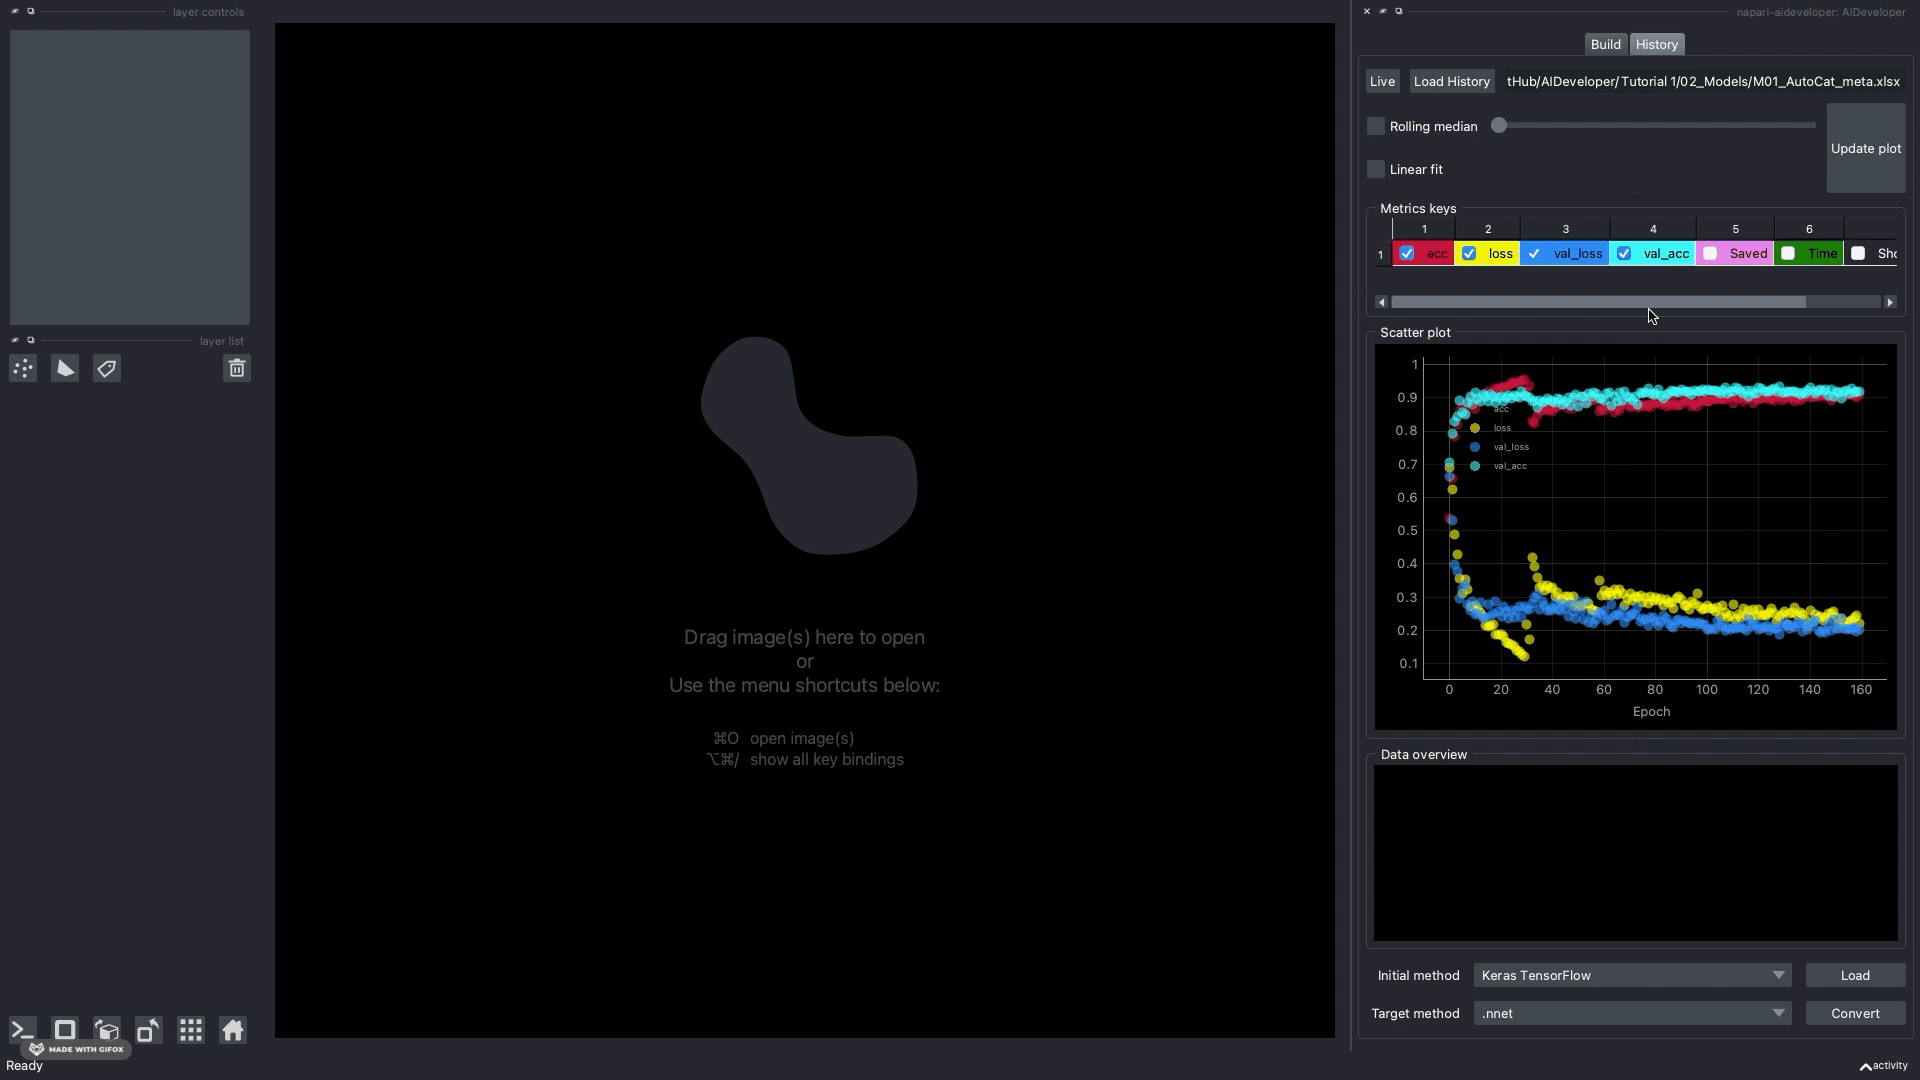 layer controls
layer list
Drag image(s) here to open
or
Use the menu shortcuts below:
⌘O open image(s)
⌥⌘/ show all key bindings
MADE WITH GIFOX
Ready
napari-aideveloper: AIDeveloper
Build History
Live Load History tHub/AIDeveloper/Tutorial 1/02_Models/M01_AutoCat_meta.xlsx
Rolling median
Update plot
Linear fit
Metrics keys
1 2 3 4 5 6
1 acc loss val_loss val_acc Saved Time Sho
Scatter plot
1
0.9
0.8
0.7
0.6
0.5
0.4
0.3
0.2
0.1
acc
loss
val_loss
val_acc
0 20 40 60 80 100 120 140 160
Epoch
Data overview
Initial method Keras TensorFlow Load
Target method .nnet Convert
activity